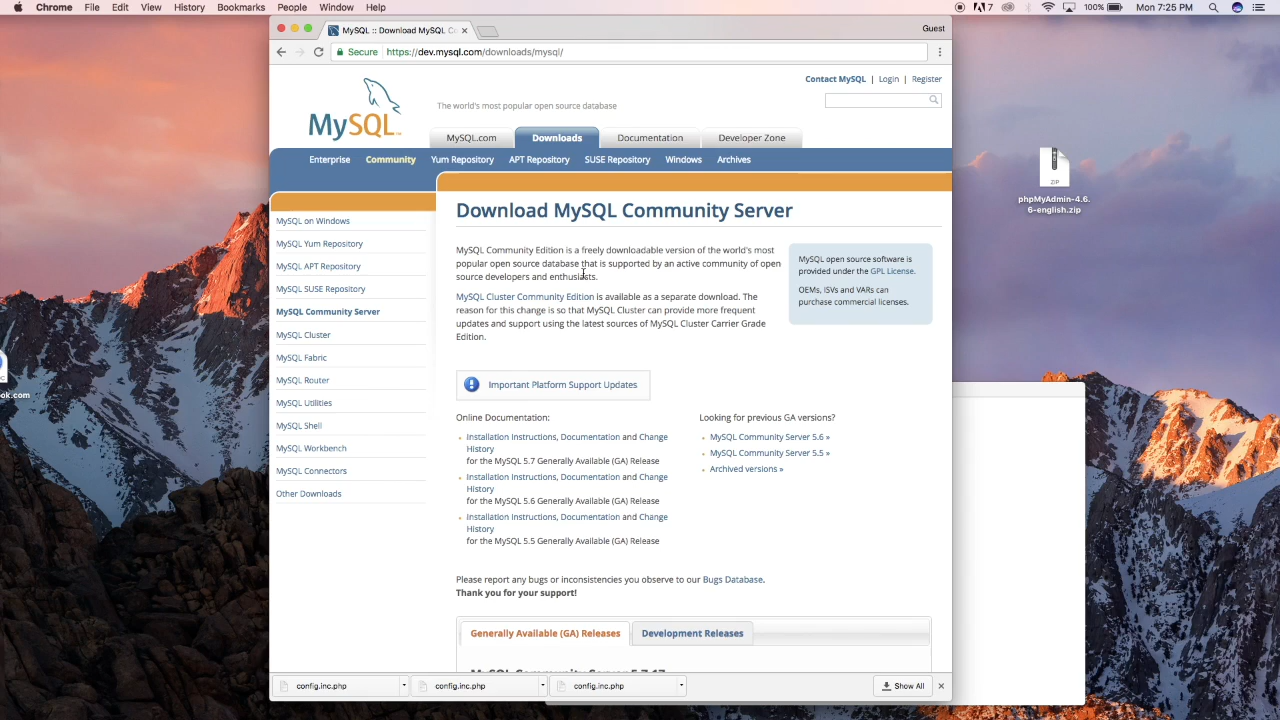 Chrome File Edit View History Bookmarks People Window Help
7 100% Mon 20 Mar 7:25 PM
MySQL :: Download MySQL Co
Guest
Secure https://dev.mysql.com/downloads/mysql/
Contact MySQL | Login | Register
MySQL™
The world's most popular open source database
MySQL.com Downloads Documentation Developer Zone
Enterprise Community Yum Repository APT Repository SUSE Repository Windows Archives
MySQL on Windows
MySQL Yum Repository
MySQL APT Repository
MySQL SUSE Repository
MySQL Community Server
MySQL Cluster
MySQL Fabric
MySQL Router
MySQL Utilities
MySQL Shell
MySQL Workbench
MySQL Connectors
Other Downloads
Download MySQL Community Server
MySQL Community Edition is a freely downloadable version of the world's most
popular open source database that is supported by an active community of open
source developers and enthusiasts.
MySQL Cluster Community Edition is available as a separate download. The
reason for this change is so that MySQL Cluster can provide more frequent
updates and support using the latest sources of MySQL Cluster Carrier Grade
Edition.
MySQL open source software is
provided under the GPL License.
OEMs, ISVs and VARs can
purchase commercial licenses.
Important Platform Support Updates
Online Documentation:
Installation Instructions, Documentation and Change
History
for the MySQL 5.7 Generally Available (GA) Release
Installation Instructions, Documentation and Change
History
for the MySQL 5.6 Generally Available (GA) Release
Installation Instructions, Documentation and Change
History
for the MySQL 5.5 Generally Available (GA) Release
Looking for previous GA versions?
MySQL Community Server 5.6 »
MySQL Community Server 5.5 »
Archived versions »
Please report any bugs or inconsistencies you observe to our Bugs Database.
Thank you for your support!
Generally Available (GA) Releases Development Releases
MySQL Community Server 5.7.17
config.inc.php config.inc.php config.inc.php Show All
ZIP
phpMyAdmin-4.6.
6-english.zip
ok.com